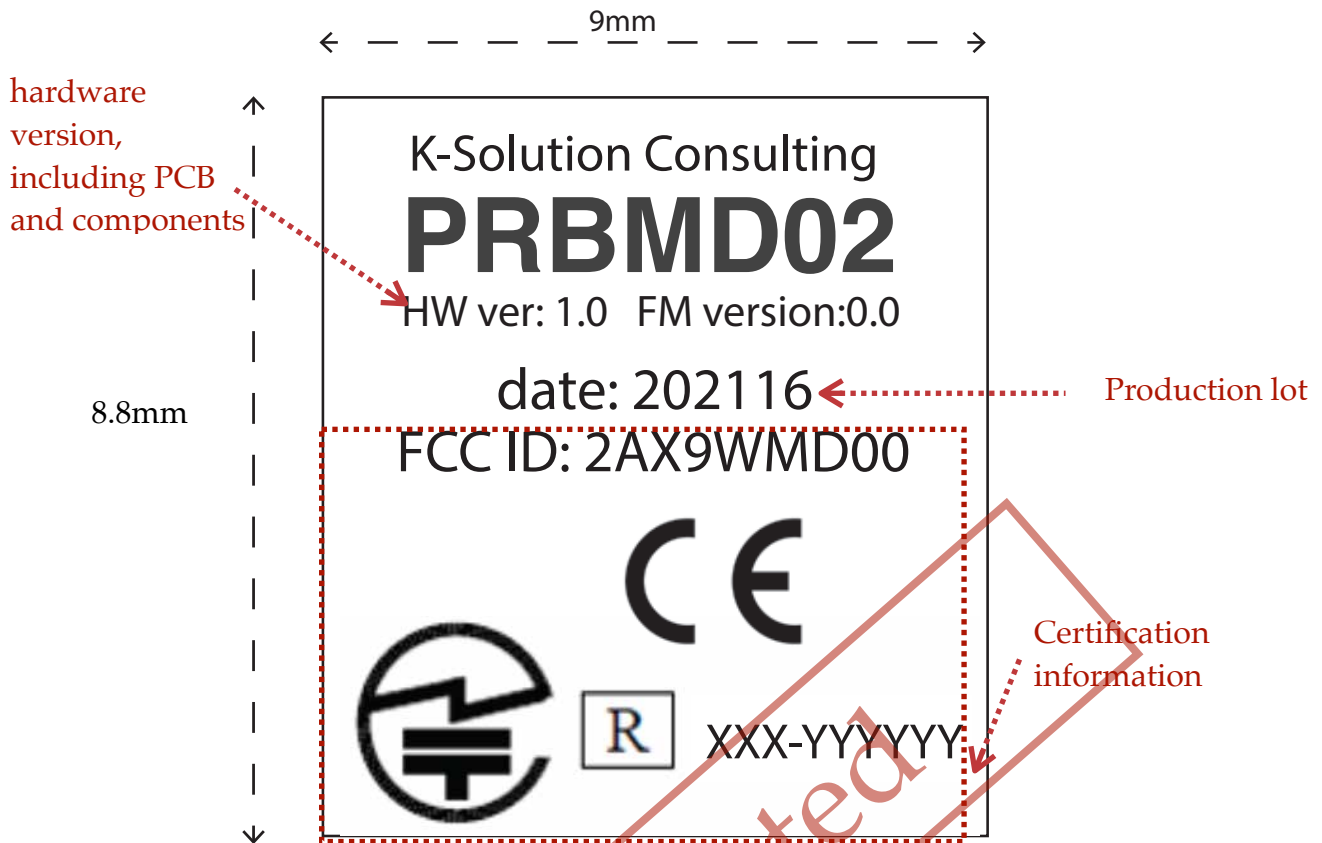 9mm
hardware
version,
including PCB
and components
K-Solution Consulting
PRBMD02
HW ver: 1.0 FM version:0.0
date: 202116
Production lot
8.8mm
FCC ID: 2AX9WMD00
CE
Certification
information
R
XXX-YYYYYY
ted